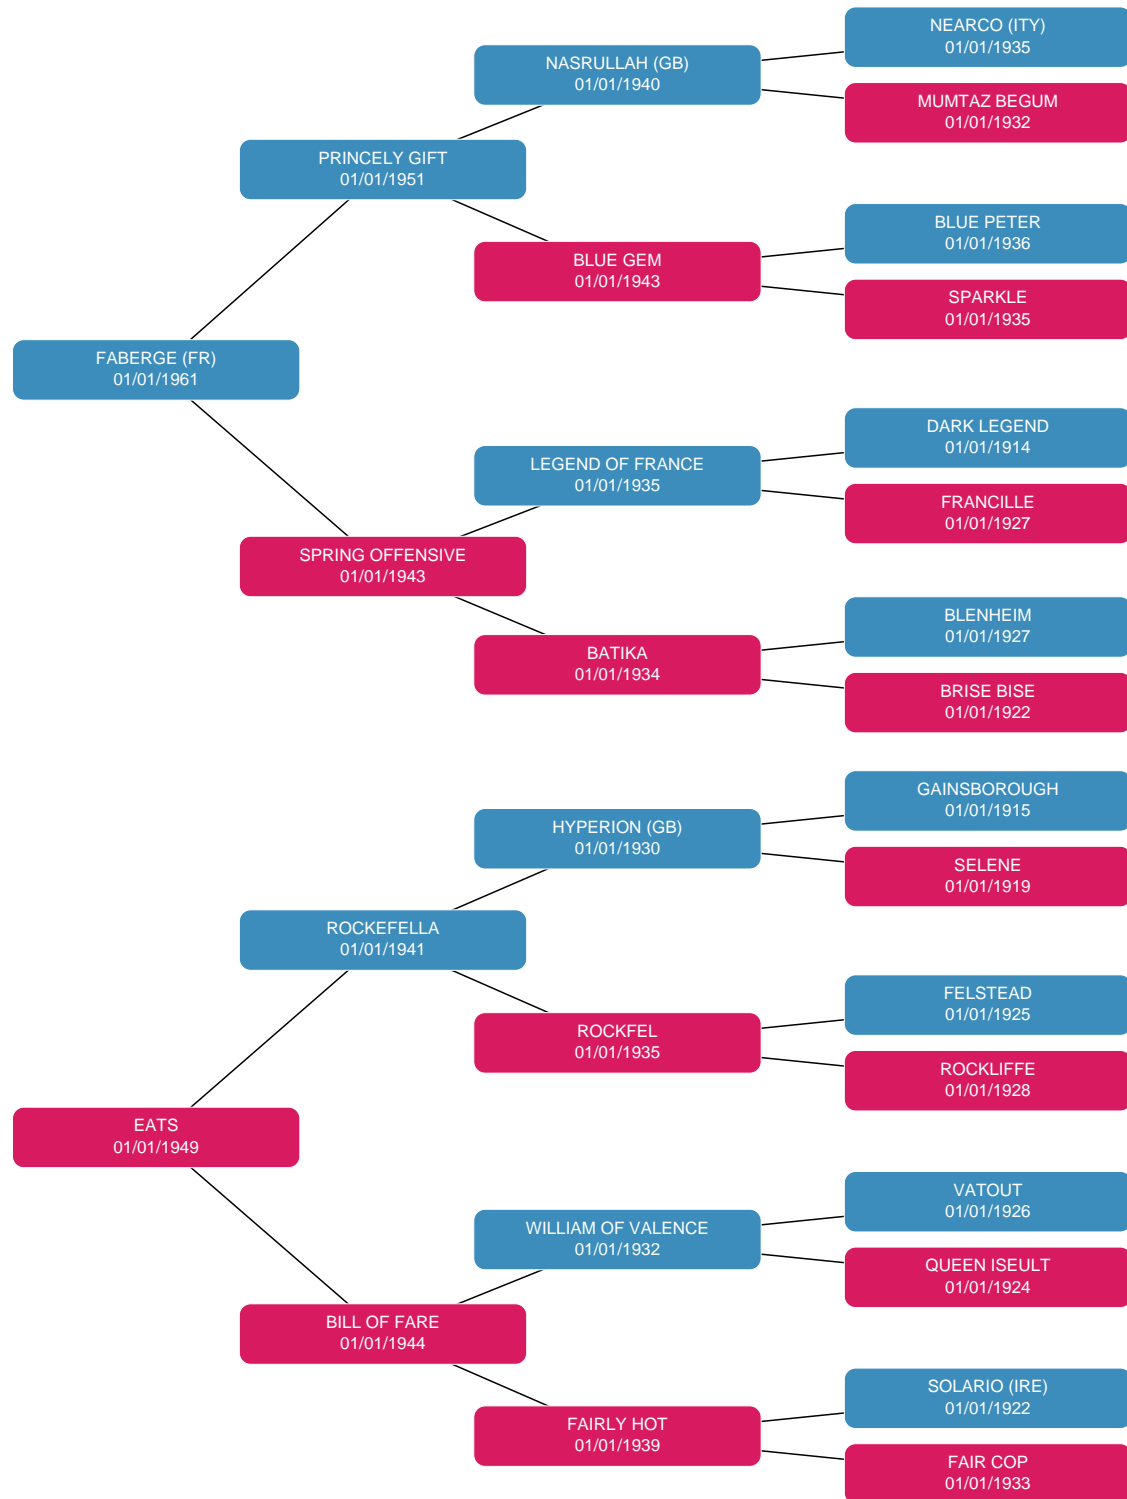 NEARCO (ITY)
01/01/1935
NASRULLAH (GB)
01/01/1940
MUMTAZ BEGUM
01/01/1932
PRINCELY GIFT
01/01/1951
BLUE PETER
01/01/1936
BLUE GEM
01/01/1943
SPARKLE
01/01/1935
FABERGE (FR)
01/01/1961
DARK LEGEND
01/01/1914
LEGEND OF FRANCE
01/01/1935
FRANCILLE
01/01/1927
SPRING OFFENSIVE
01/01/1943
BLENHEIM
01/01/1927
BATIKA
01/01/1934
BRISE BISE
01/01/1922
GAINSBOROUGH
01/01/1915
HYPERION (GB)
01/01/1930
SELENE
01/01/1919
ROCKEFELLA
01/01/1941
FELSTEAD
01/01/1925
ROCKFEL
01/01/1935
ROCKLIFFE
01/01/1928
EATS
01/01/1949
VATOUT
01/01/1926
WILLIAM OF VALENCE
01/01/1932
QUEEN ISEULT
01/01/1924
BILL OF FARE
01/01/1944
SOLARIO (IRE)
01/01/1922
FAIRLY HOT
01/01/1939
FAIR COP
01/01/1933